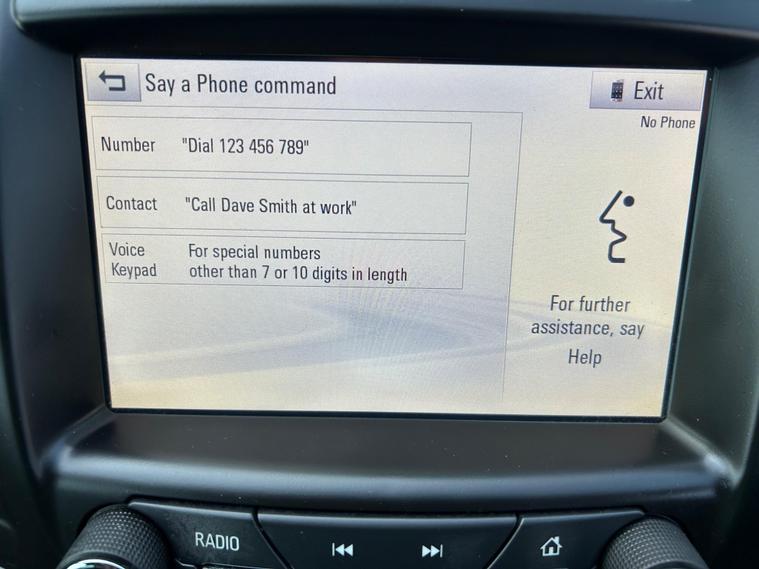 Say a Phone command
Exit
No Phone
Number "Dial 123 456 789"
Contact "Call Dave Smith at work"
Voice
Keypad
For special numbers
other than 7 or 10 digits in length
For further
assistance, say
Help
RADIO